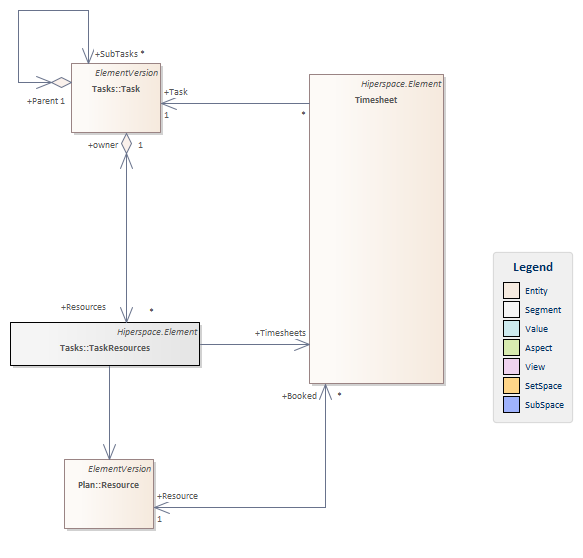 +SubTasks *
ElementVersion
Tasks::Task
+Parent 1
+Task
1
*
Hiperspace.Element
Timesheet
+owner 1
+Resources *
Hiperspace.Element
Tasks::TaskResources
+Timesheets
+Booked *
ElementVersion
Plan::Resource
+Resource
1
Legend
Entity
Segment
Value
Aspect
View
SetSpace
SubSpace